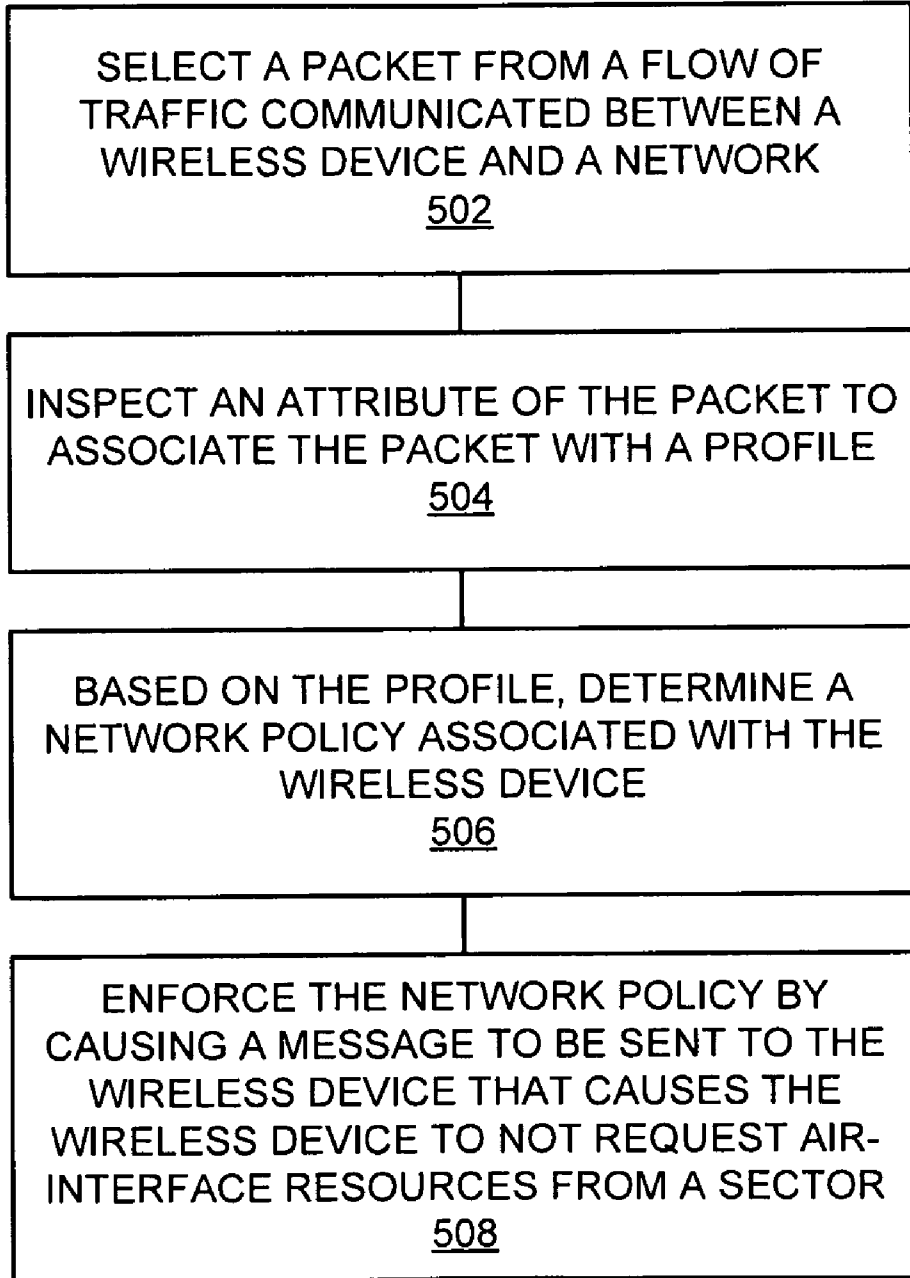 SELECT A PACKET FROM A FLOW OF
TRAFFIC COMMUNICATED BETWEEN A
WIRELESS DEVICE AND A NETWORK
502
INSPECT AN ATTRIBUTE OF THE PACKET TO
ASSOCIATE THE PACKET WITH A PROFILE
504
BASED ON THE PROFILE, DETERMINE A
NETWORK POLICY ASSOCIATED WITH THE
WIRELESS DEVICE
506
ENFORCE THE NETWORK POLICY BY
CAUSING A MESSAGE TO BE SENT TO THE
WIRELESS DEVICE THAT CAUSES THE
WIRELESS DEVICE TO NOT REQUEST AIR-
INTERFACE RESOURCES FROM A SECTOR
508